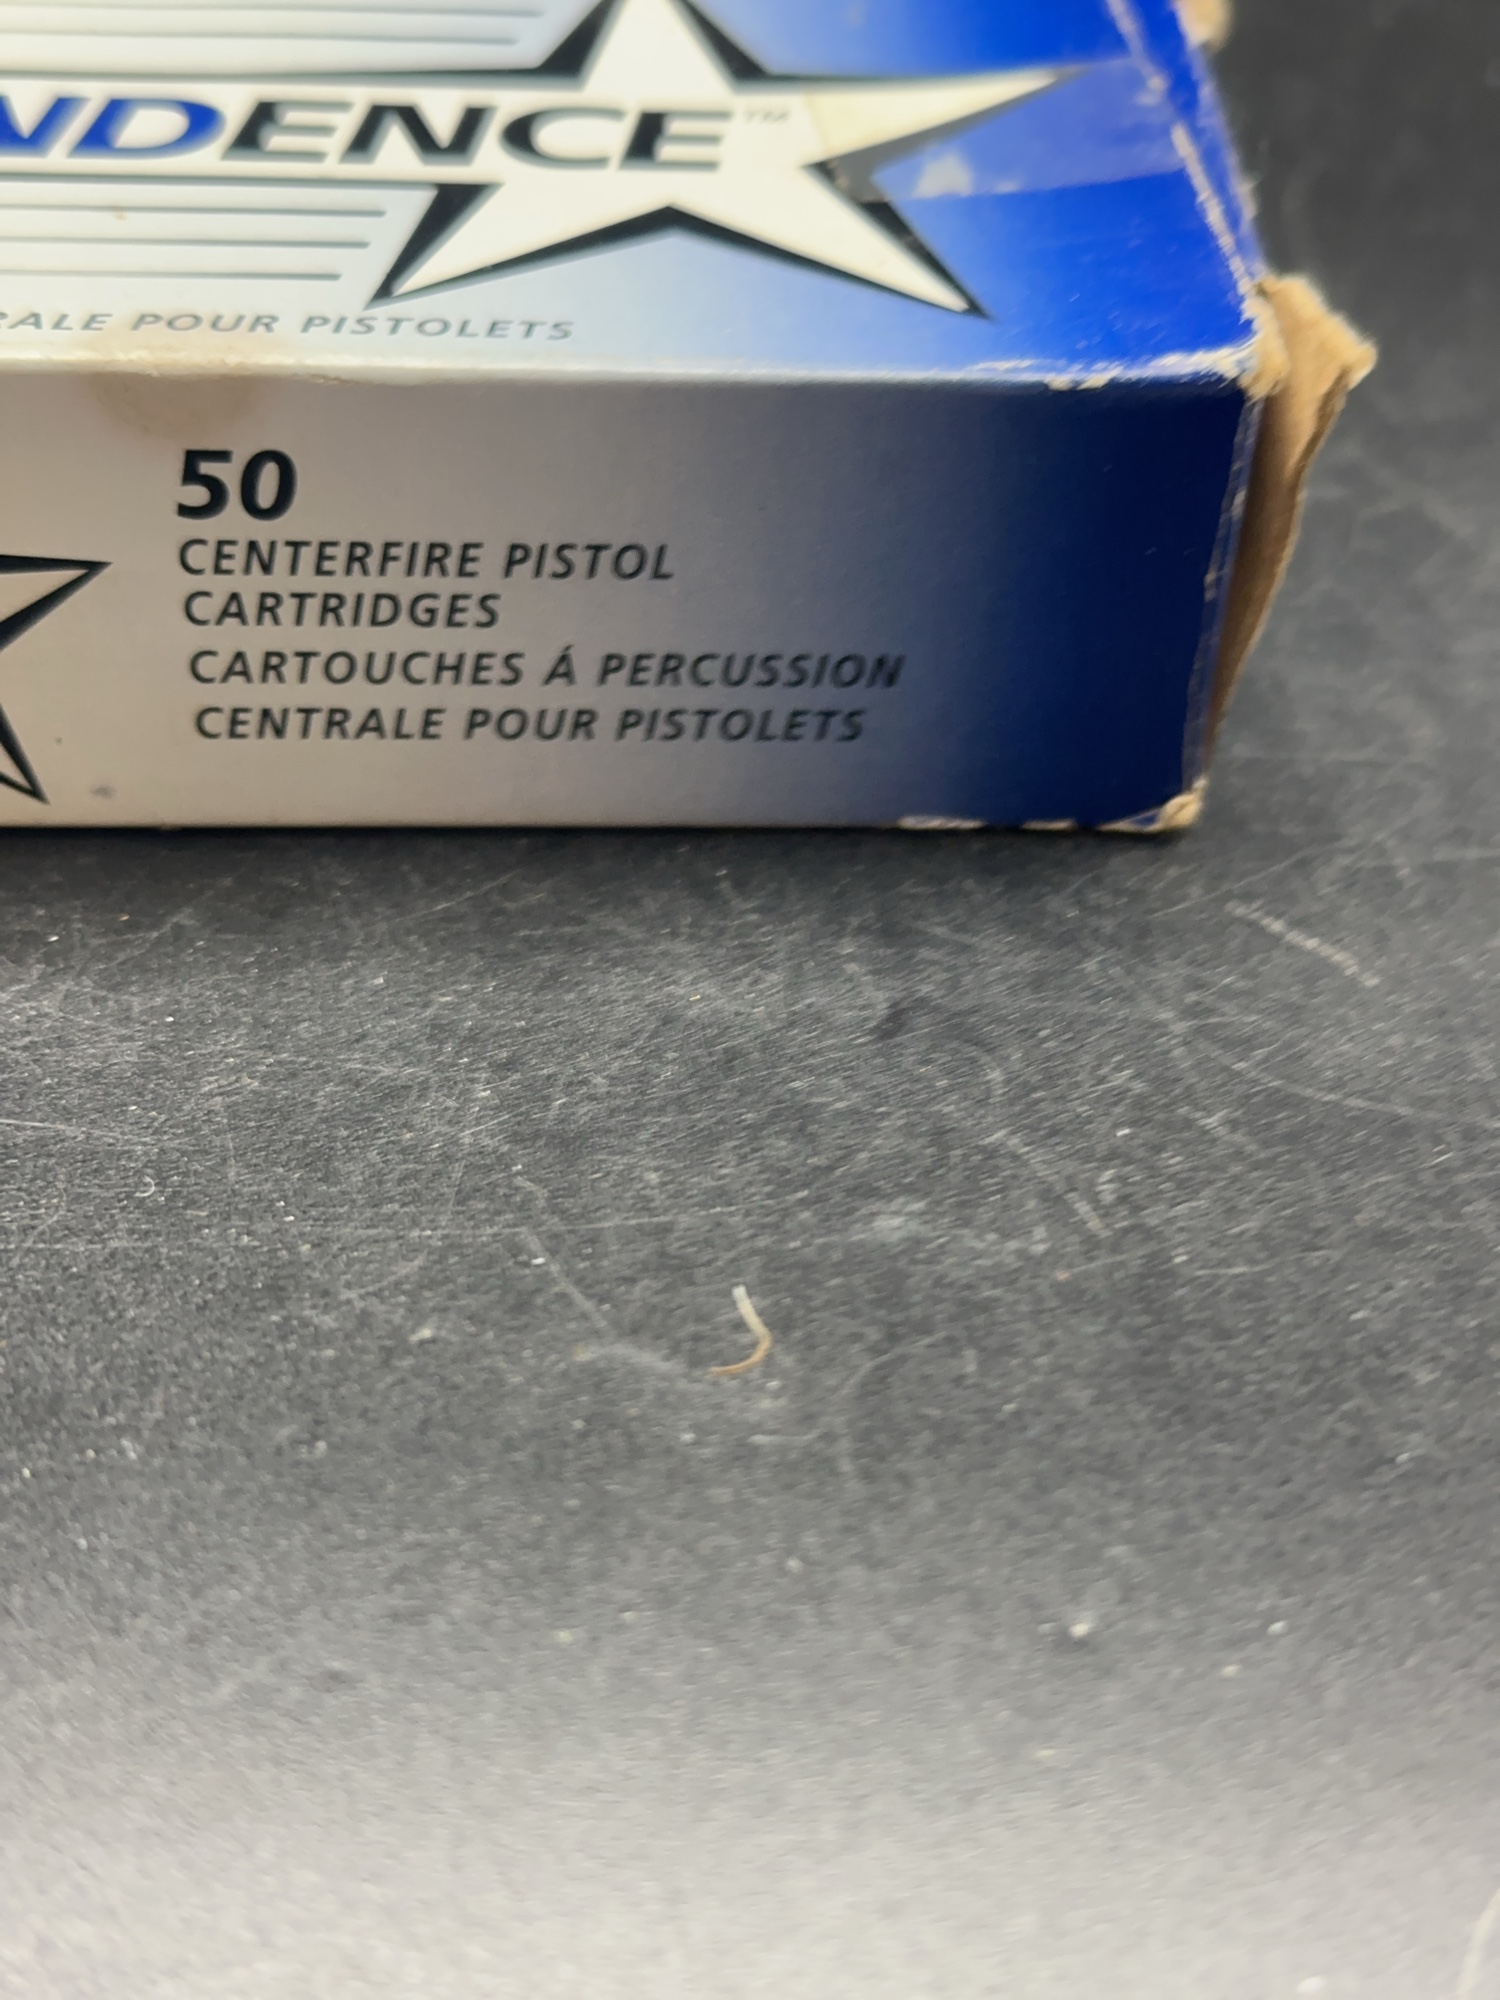 NDENCE™
RALE POUR PISTOLETS
50
CENTERFIRE PISTOL
CARTRIDGES
CARTOUCHES Á PERCUSSION
CENTRALE POUR PISTOLETS